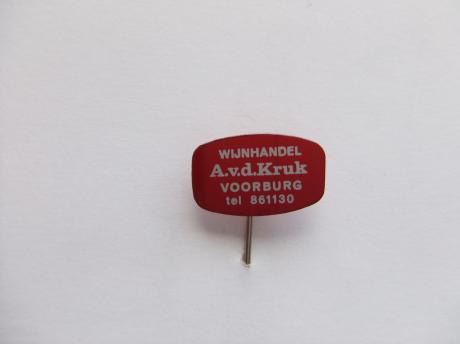 WIJNHANDEL
A.v.d.Kruk
VOORBURG
tel 861130